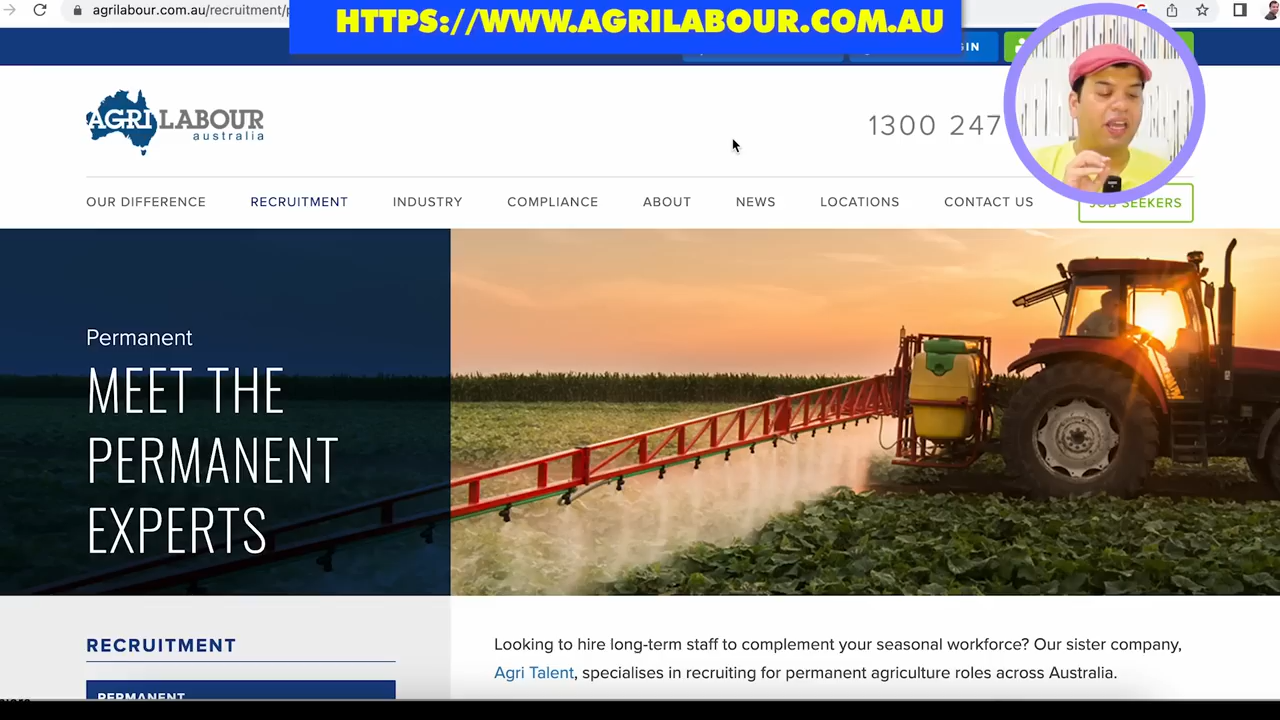 HTTPS://WWW.AGRILABOUR.COM.AU
agrilabour.com.au/recruitment/
AGRI LABOUR
australia
1300 247
OUR DIFFERENCE
RECRUITMENT
INDUSTRY
COMPLIANCE
ABOUT
NEWS
LOCATIONS
CONTACT US
JOB SEEKERS
Permanent
MEET THE
PERMANENT
EXPERTS
RECRUITMENT
PERMANENT
Looking to hire long-term staff to complement your seasonal workforce? Our sister company,
Agri Talent, specialises in recruiting for permanent agriculture roles across Australia.